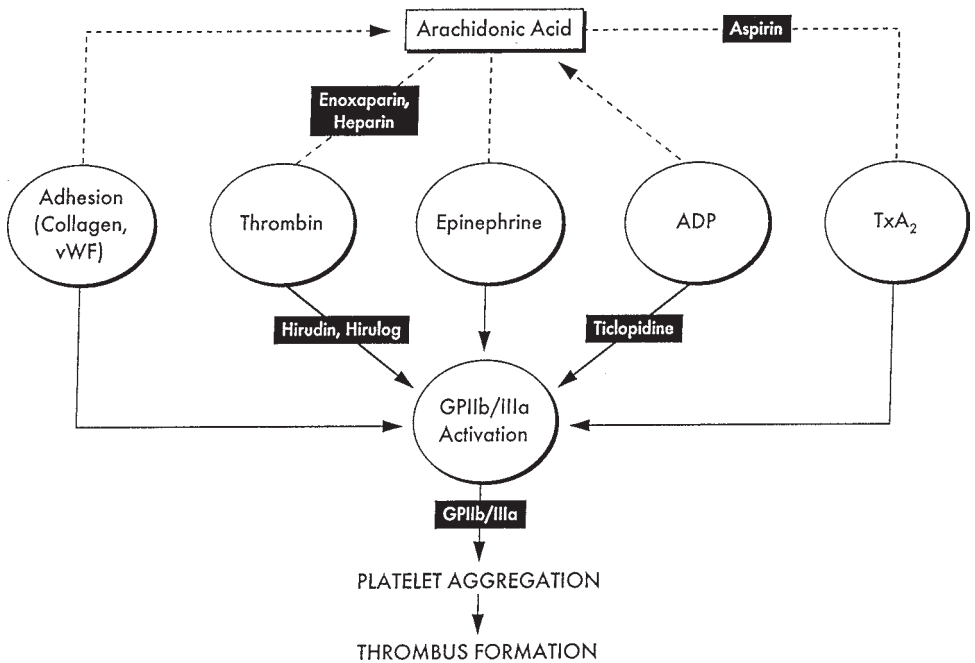 Arachidonic Acid
Aspirin
Enoxaparin,
Heparin
Adhesion
(Collagen,
vWF)
Thrombin
Epinephrine
ADP
TxA₂
Hirudin, Hirulog
Ticlopidine
GPIIb/IIIa
Activation
GPIIb/IIIa
PLATELET AGGREGATION
THROMBUS FORMATION